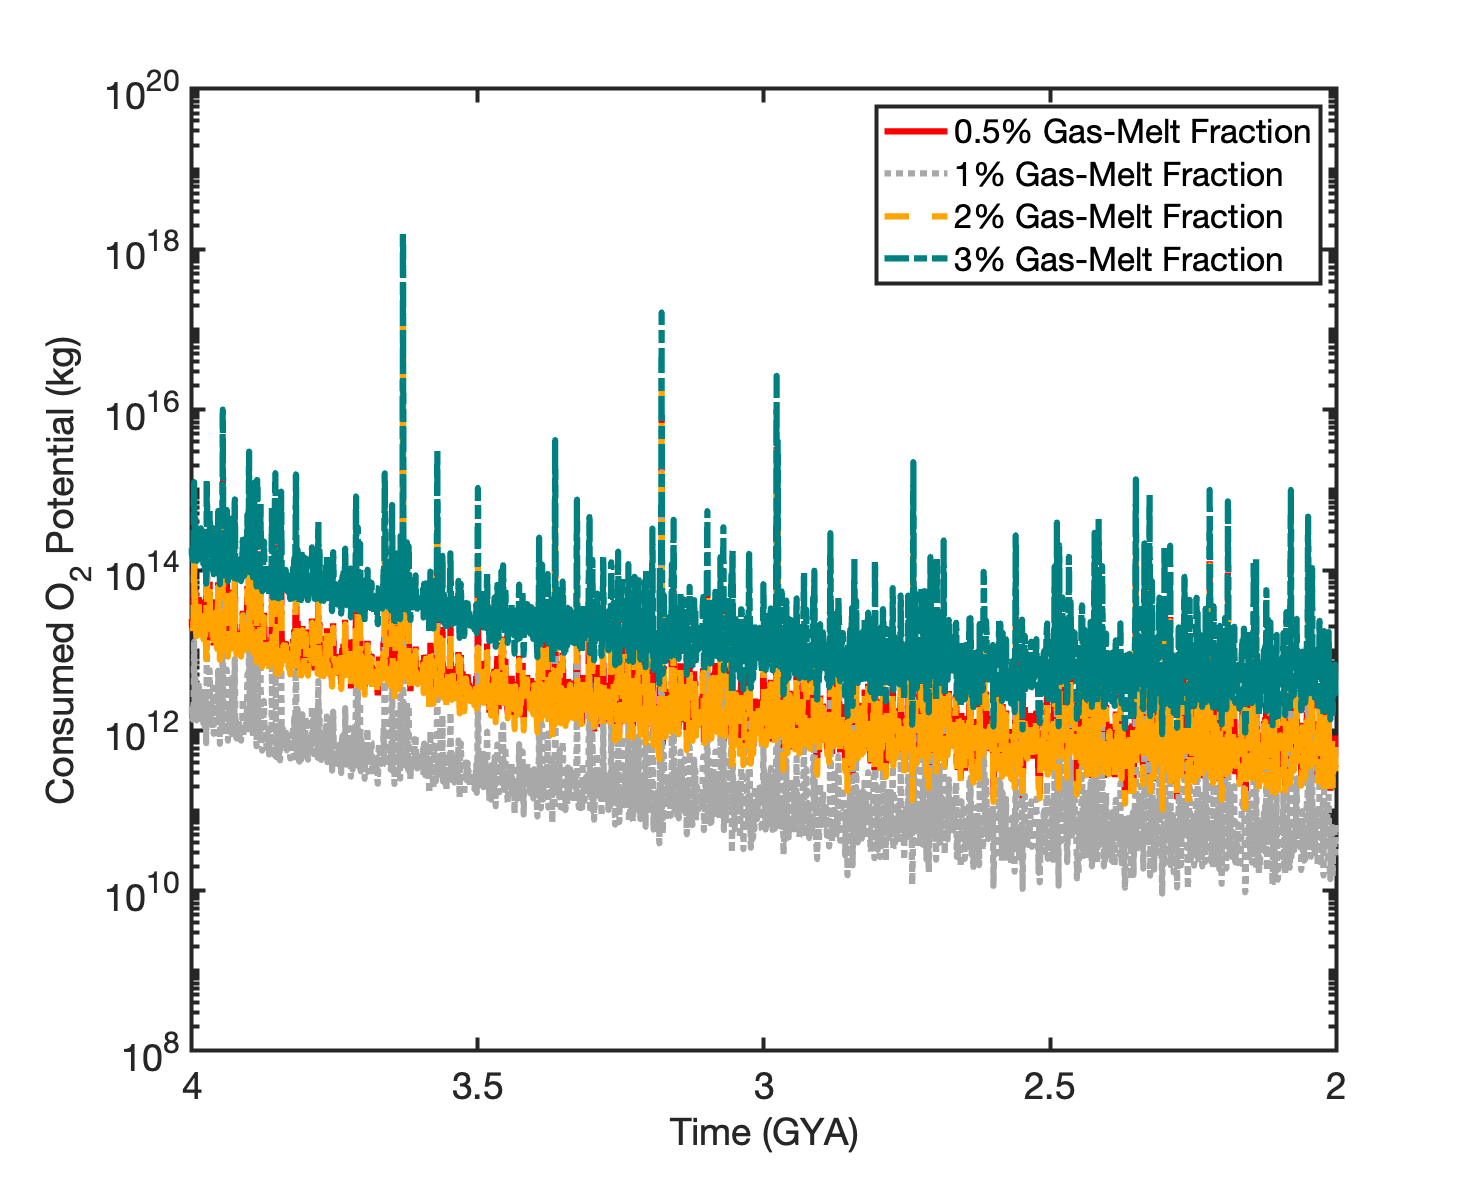 10^20
10^18
10^16
10^14
10^12
10^10
10^8
Consumed O_2 Potential (kg)
0.5% Gas-Melt Fraction
1% Gas-Melt Fraction
2% Gas-Melt Fraction
3% Gas-Melt Fraction
4 3.5 3 2.5 2
Time (GYA)